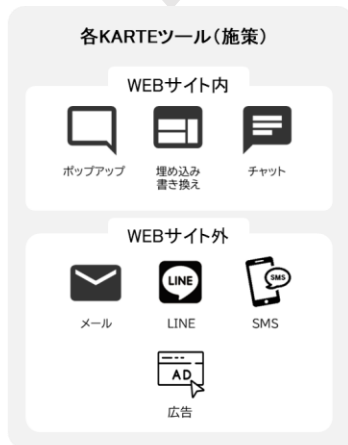 各KARTEツール(施策)
WEBサイト内
ポップアップ
埋め込み
書き換え
チャット
WEBサイト外
LINE
SMS
メール
LINE
SMS
AD
広告